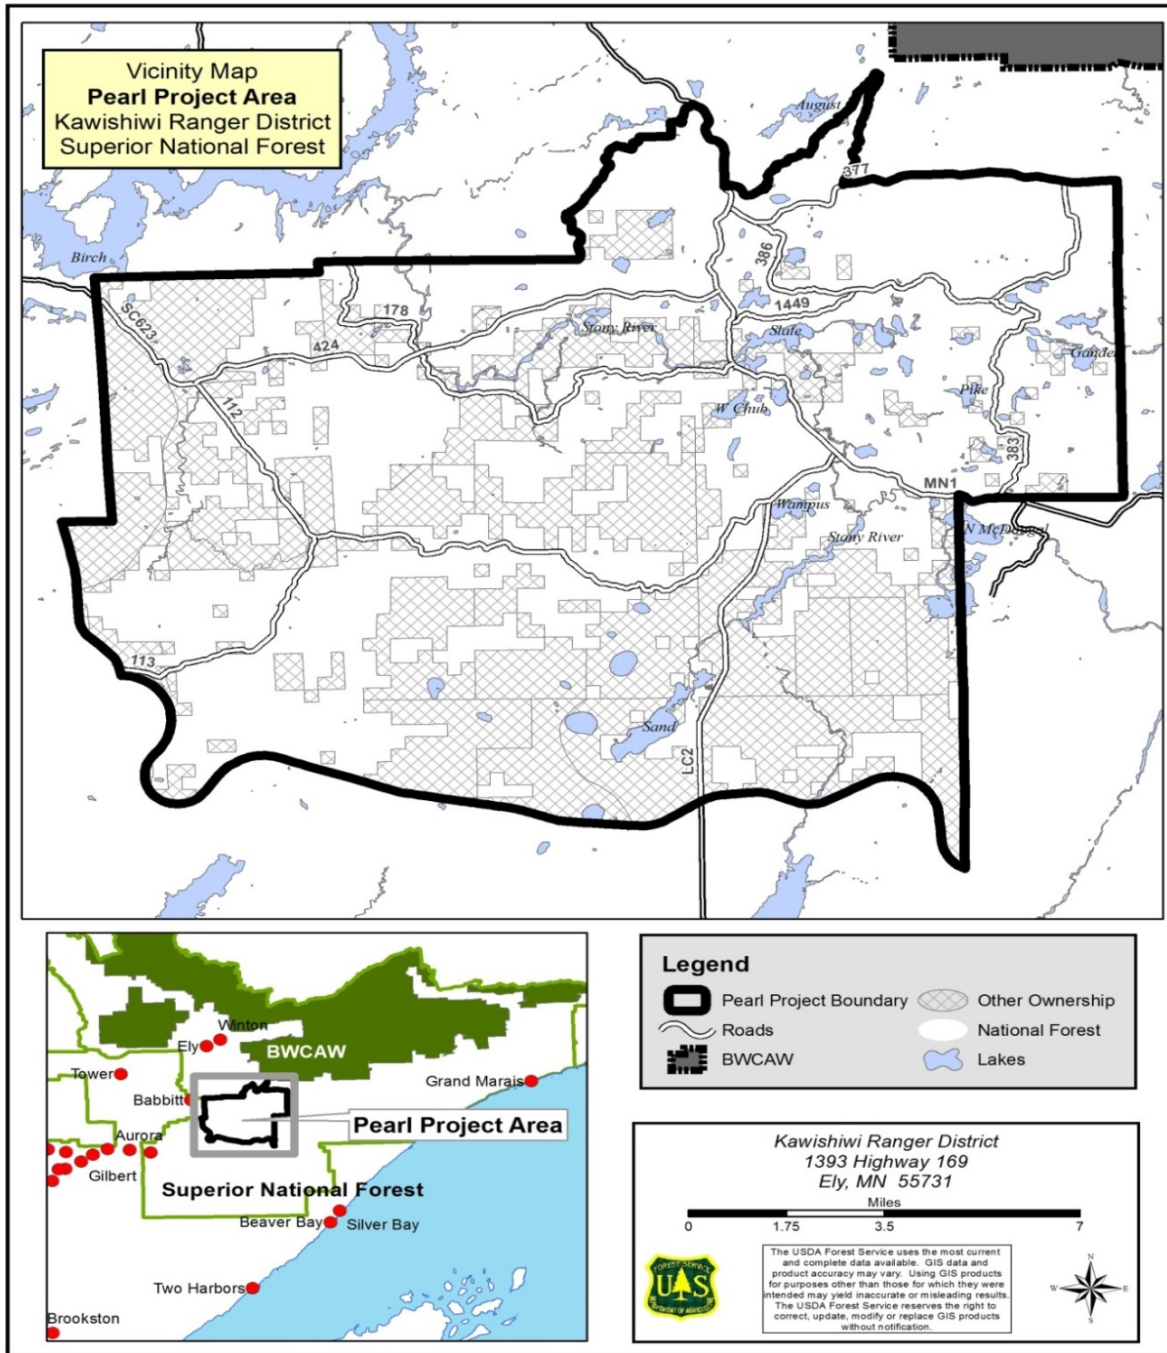 Vicinity Map
Pearl Project Area
Kawishiwi Ranger District
Superior National Forest
August
377
Birch
386
SC623
178
1449
424
Stony River
Slate
Gander
112
W Chub
Pike
383
MN1
Wampus
Stony River
N McDougal
113
Sand
LC2
Winton
Ely
BWCAW
Tower
Grand Marais
Babbitt
Pearl Project Area
Aurora
Gilbert
Superior National Forest
Beaver Bay
Silver Bay
Two Harbors
Brookston
Legend
Pearl Project Boundary
Other Ownership
Roads
National Forest
BWCAW
Lakes
Kawishiwi Ranger District
1393 Highway 169
Ely, MN 55731
Miles
0 1.75 3.5 7
FOREST SERVICE
U S
DEPARTMENT OF AGRICULTURE
The USDA Forest Service uses the most current
and complete data available. GIS data and
product accuracy may vary. Using GIS products
for purposes other than those for which they were
intended may yield inaccurate or misleading results.
The USDA Forest Service reserves the right to
correct, update, modify or replace GIS products
without notification.
N
W E
S